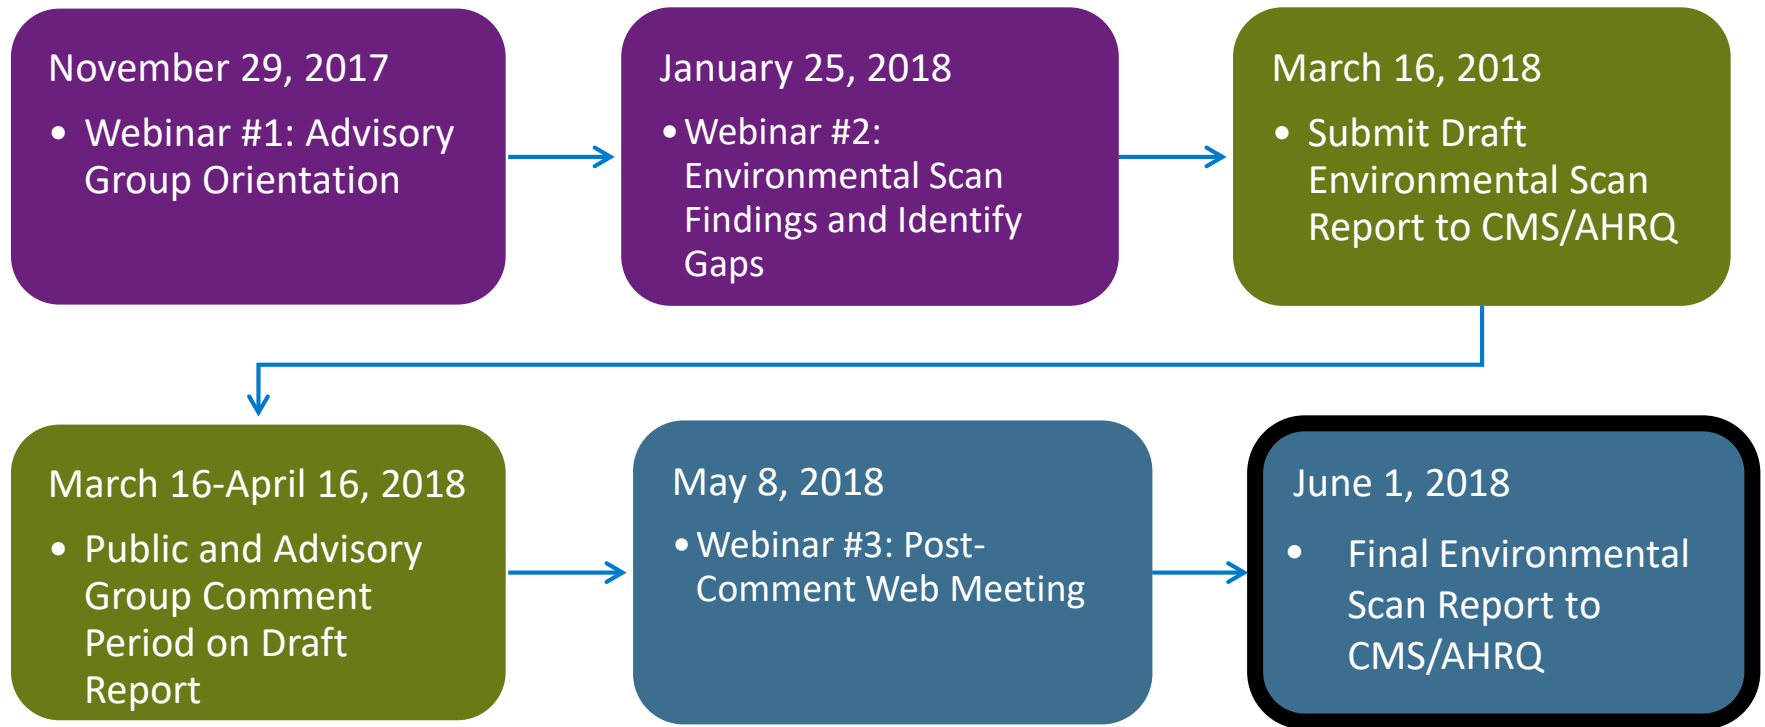 November 29, 2017
• Webinar #1: Advisory
Group Orientation
January 25, 2018
• Webinar #2:
Environmental Scan
Findings and Identify
Gaps
March 16, 2018
• Submit Draft
Environmental Scan
Report to CMS/AHRQ
March 16-April 16, 2018
• Public and Advisory
Group Comment
Period on Draft
Report
May 8, 2018
• Webinar #3: Post-
Comment Web Meeting
June 1, 2018
• Final Environmental
Scan Report to
CMS/AHRQ